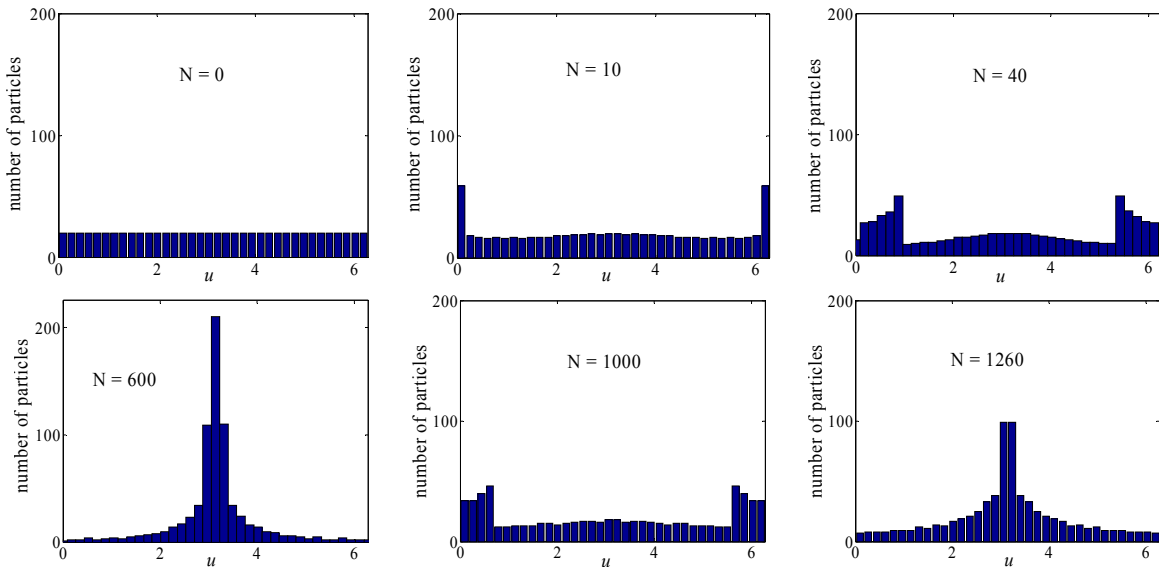 number of particles
200
100
0
N = 0
0 2 4 6
u
number of particles
200
100
0
N = 10
0 2 4 6
u
number of particles
200
100
0
N = 40
0 2 4 6
u
number of particles
200
100
0
N = 600
0 2 4 6
u
number of particles
200
100
0
N = 1000
0 2 4 6
u
number of particles
200
100
0
N = 1260
0 2 4 6
u